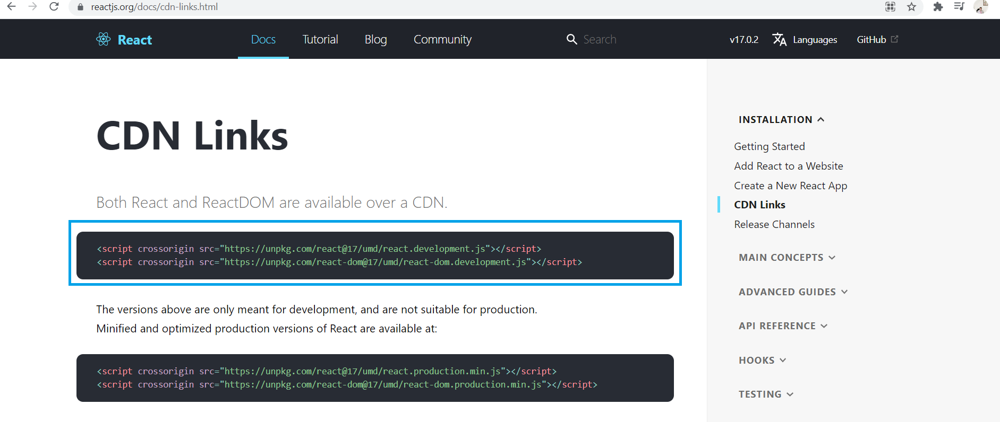 reactjs.org/docs/cdn-links.html
React
Docs
Tutorial
Blog
Community
Search
v17.0.2
Languages
GitHub
CDN Links
Both React and ReactDOM are available over a CDN.
<script crossorigin src="https://unpkg.com/react@17/umd/react.development.js"></script>
<script crossorigin src="https://unpkg.com/react-dom@17/umd/react-dom.development.js"></script>
The versions above are only meant for development, and are not suitable for production.
Minified and optimized production versions of React are available at:
<script crossorigin src="https://unpkg.com/react@17/umd/react.production.min.js"></script>
<script crossorigin src="https://unpkg.com/react-dom@17/umd/react-dom.production.min.js"></script>
INSTALLATION
Getting Started
Add React to a Website
Create a New React App
CDN Links
Release Channels
MAIN CONCEPTS
ADVANCED GUIDES
API REFERENCE
HOOKS
TESTING